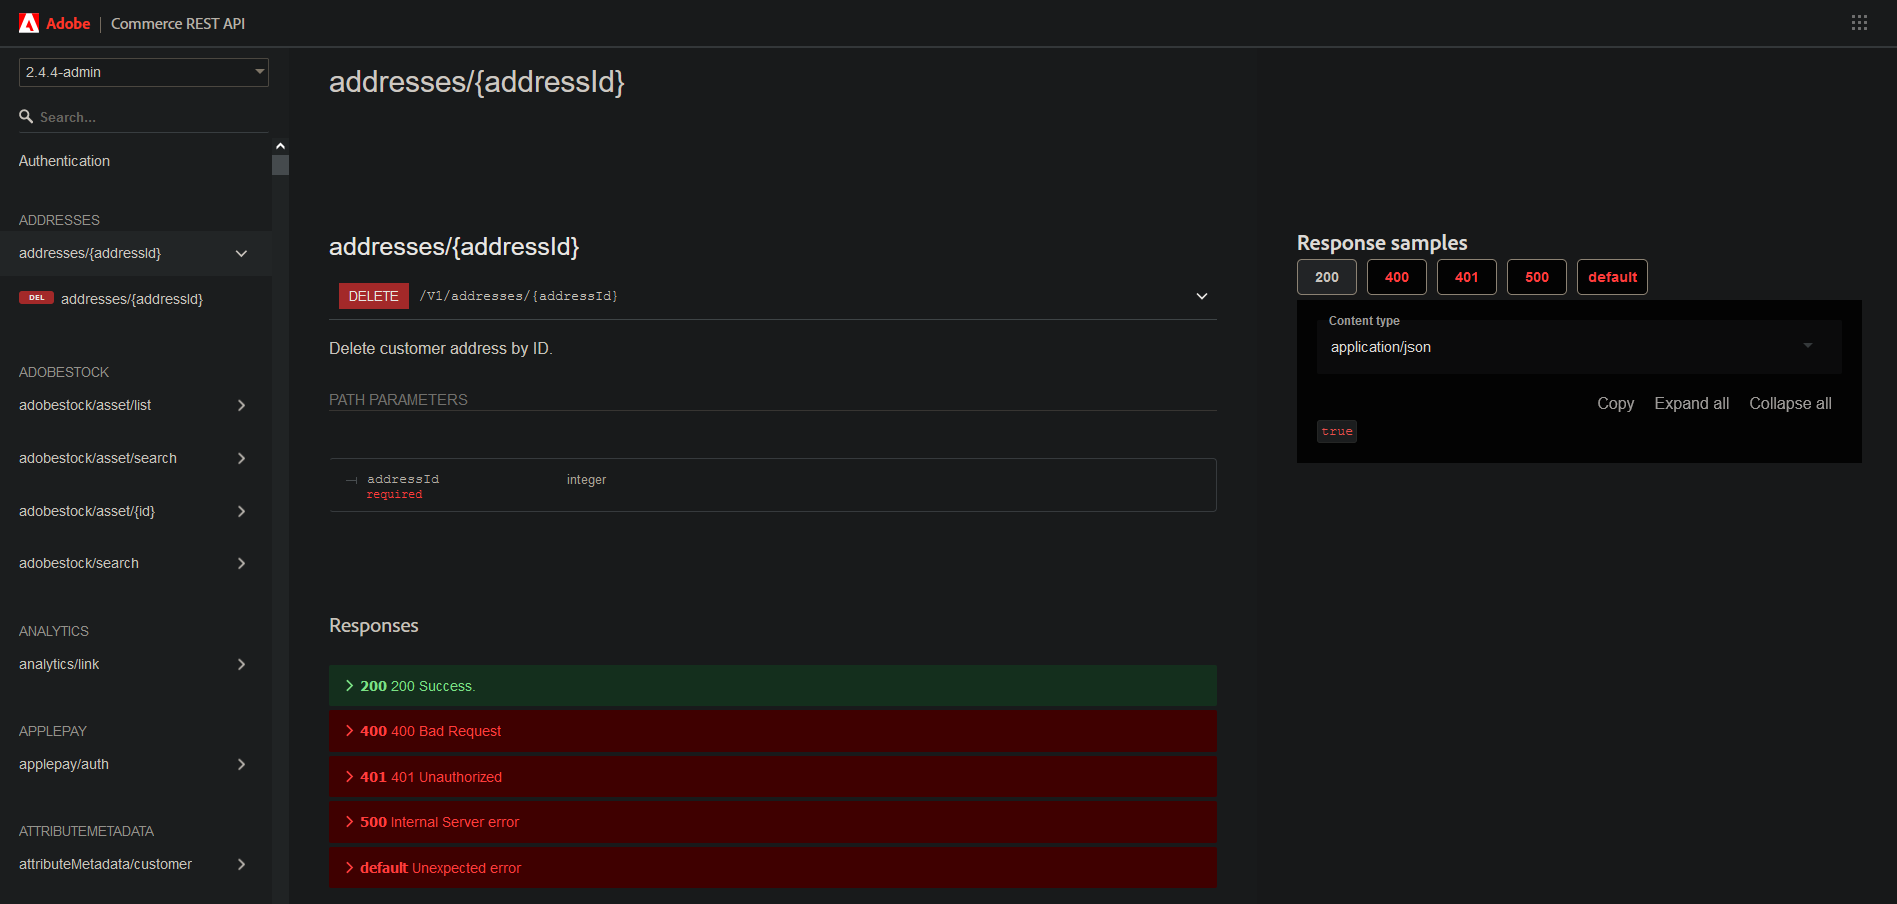 Adobe | Commerce REST API
2.4.4-admin
Search...
Authentication
ADDRESSES
addresses/{addressId}
DEL addresses/{addressId}
ADOBESTOCK
adobestock/asset/list
adobestock/asset/search
adobestock/asset/{id}
adobestock/search
ANALYTICS
analytics/link
APPLEPAY
applepay/auth
ATTRIBUTEMETADATA
attributeMetadata/customer
addresses/{addressId}
addresses/{addressId}
DELETE /V1/addresses/{addressId}
Delete customer address by ID.
PATH PARAMETERS
addressId integer
required
Responses
200 200 Success.
400 400 Bad Request
401 401 Unauthorized
500 Internal Server error
default Unexpected error
Response samples
200 400 401 500 default
Content type
application/json
Copy Expand all Collapse all
true